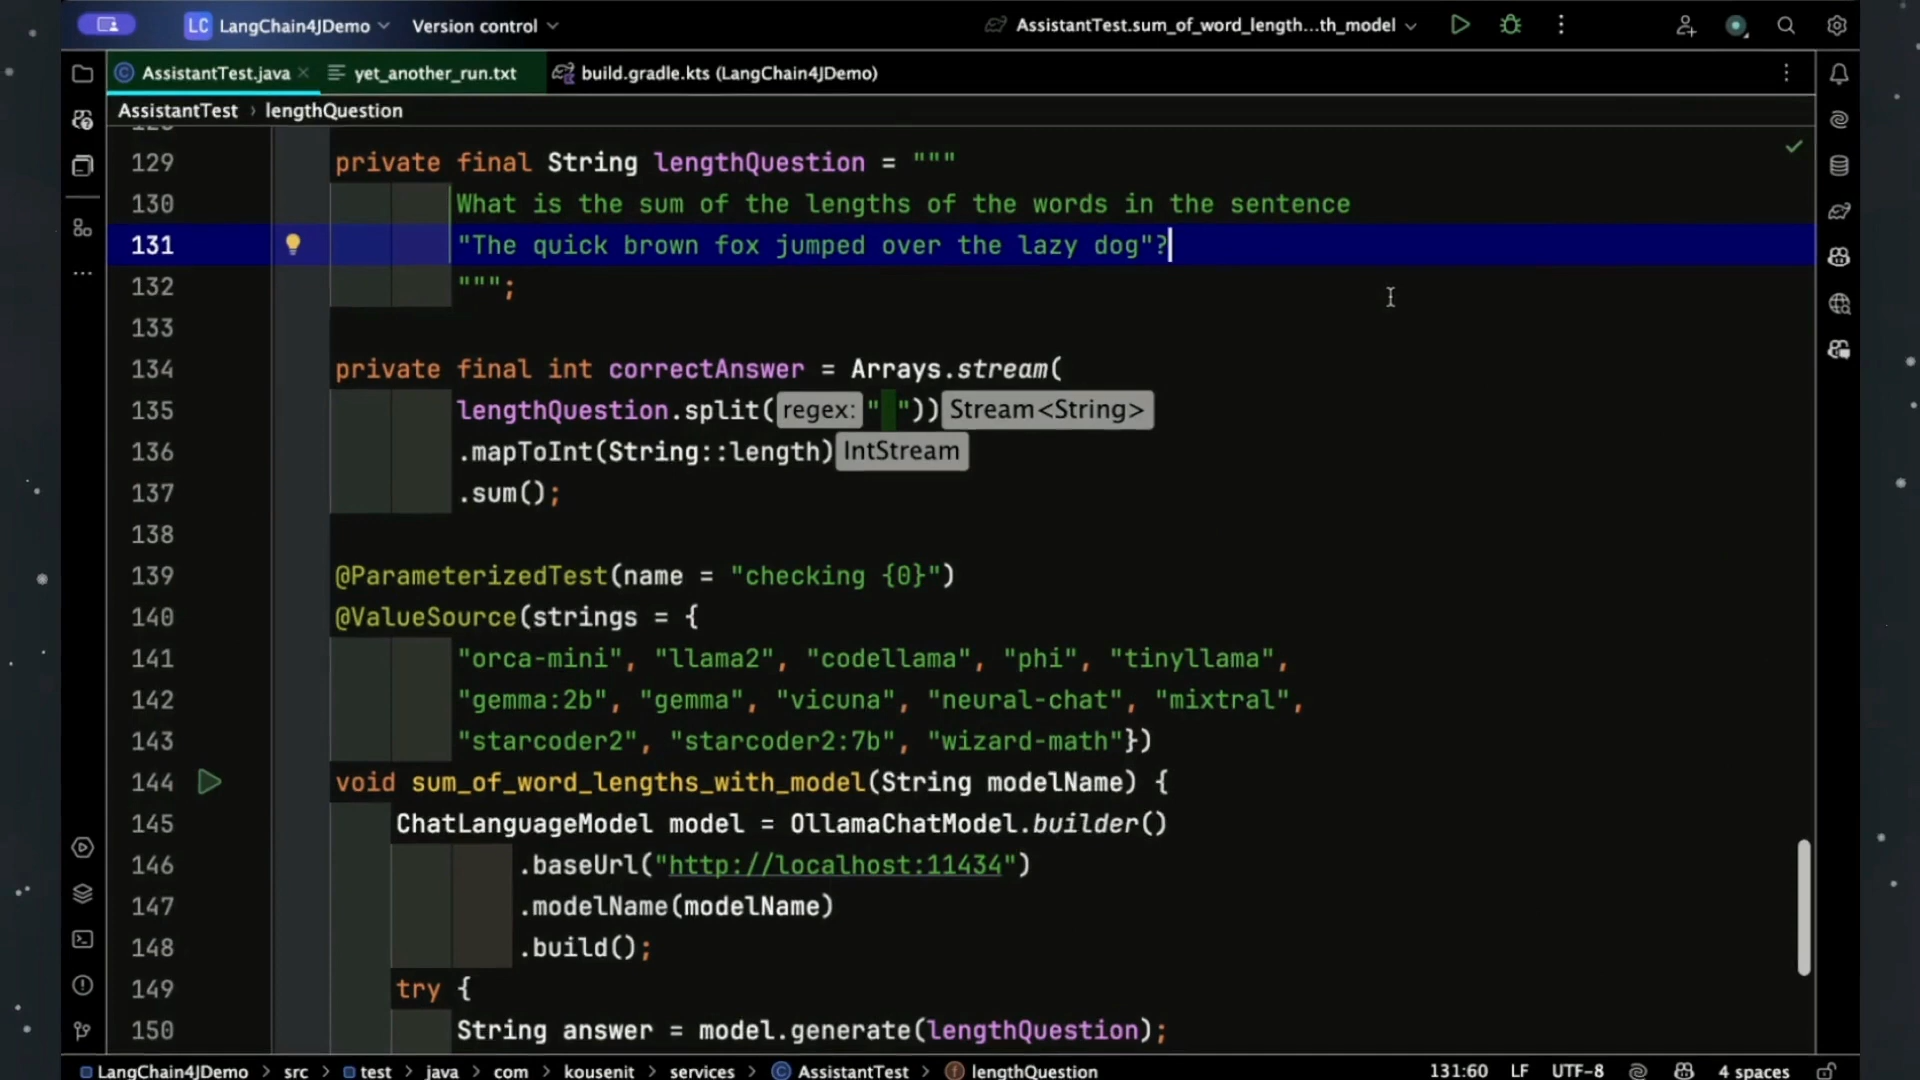 LC LangChain4JDemo Version control AssistantTest.sum_of_word_length...th_model
AssistantTest.java yet_another_run.txt build.gradle.kts (LangChain4JDemo)
AssistantTest › lengthQuestion
129 private final String lengthQuestion = """
130 What is the sum of the lengths of the words in the sentence
131 "The quick brown fox jumped over the lazy dog"?
132 """;
133
134 private final int correctAnswer = Arrays.stream(
135 lengthQuestion.split( regex: " ")) Stream<String>
136 .mapToInt(String::length) IntStream
137 .sum();
138
139 @ParameterizedTest(name = "checking {0}")
140 @ValueSource(strings = {
141 "orca-mini", "llama2", "codellama", "phi", "tinyllama",
142 "gemma:2b", "gemma", "vicuna", "neural-chat", "mixtral",
143 "starcoder2", "starcoder2:7b", "wizard-math"})
144 void sum_of_word_lengths_with_model(String modelName) {
145 ChatLanguageModel model = OllamaChatModel.builder()
146 .baseUrl("http://localhost:11434")
147 .modelName(modelName)
148 .build();
149 try {
150 String answer = model.generate(lengthQuestion);
LangChain4JDemo > src > test > java > com > kousenit > services > AssistantTest > lengthQuestion 131:60 LF UTF-8 4 spaces